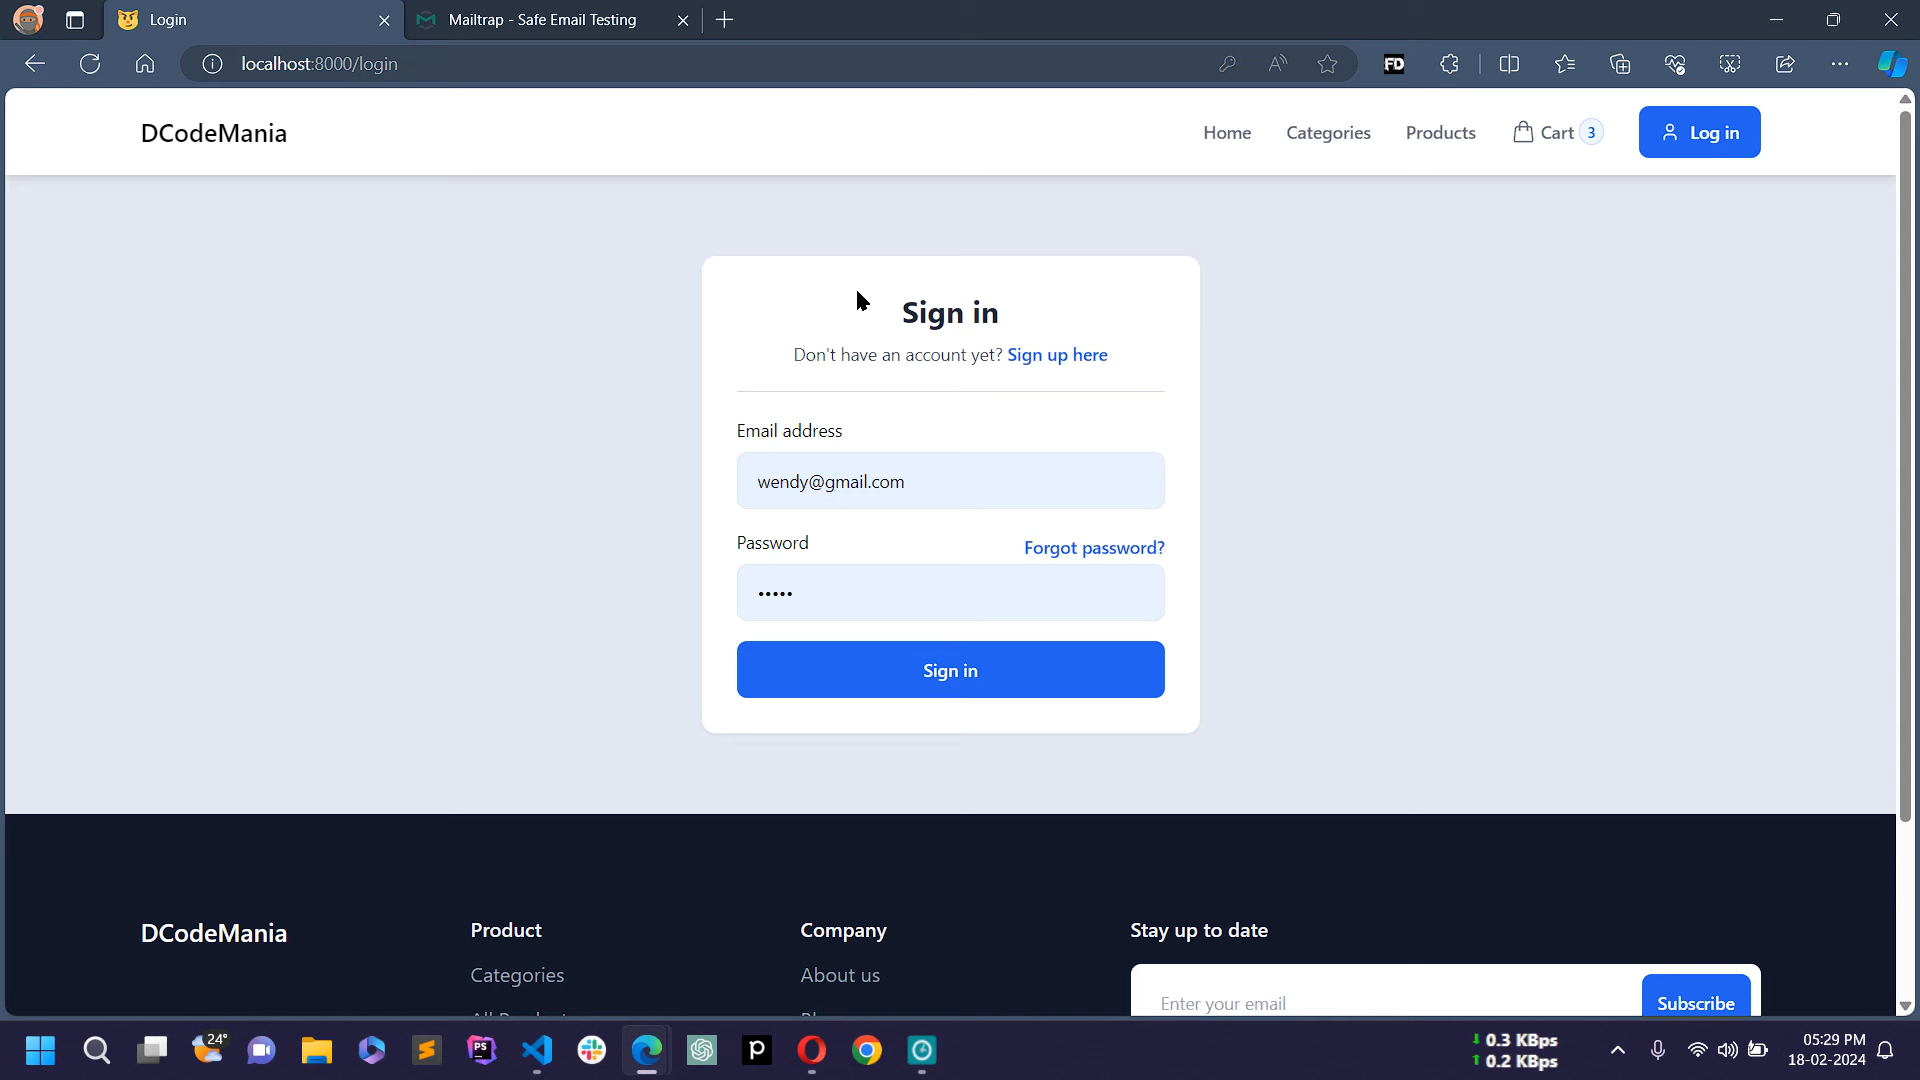 Login
Mailtrap - Safe Email Testing
localhost:8000/login
FD
DCodeMania
Home
Categories
Products
Cart 3
Log in
Sign in
Don't have an account yet? Sign up here
Email address
wendy@gmail.com
Password
Forgot password?
•••••
Sign in
DCodeMania
Product
Categories
Company
About us
Stay up to date
Enter your email
Subscribe
24°
PS
P
0.3 KBps
0.2 KBps
05:29 PM
18-02-2024